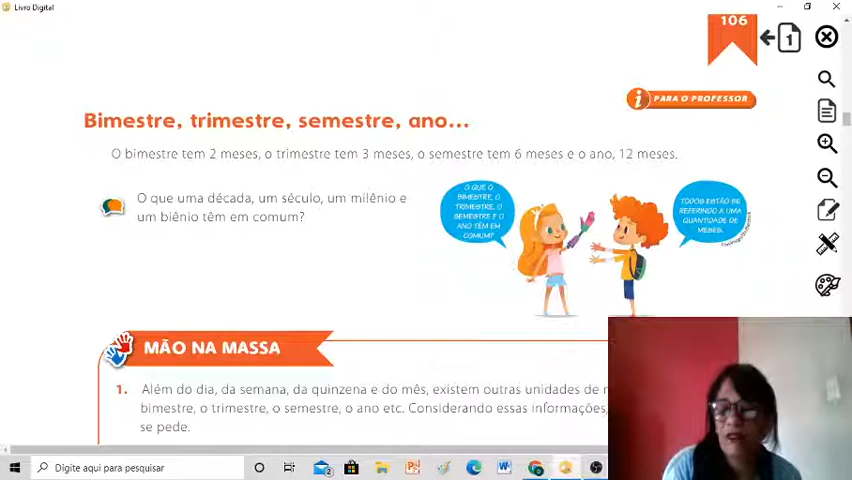 Livro Digital
106
1
PARA O PROFESSOR
Bimestre, trimestre, semestre, ano...
O bimestre tem 2 meses, o trimestre tem 3 meses, o semestre tem 6 meses e o ano, 12 meses.
O que uma década, um século, um milênio e
um biênio têm em comum?
O QUE O
BIMESTRE, O
TRIMESTRE, O
SEMESTRE E O
ANO TÊM EM
COMUM?
TODOS ESTÃO SE
REFERINDO A UMA
QUANTIDADE DE
MESES.
MÃO NA MASSA
1. Além do dia, da semana, da quinzena e do mês, existem outras unidades de
bimestre, o trimestre, o semestre, o ano etc. Considerando essas informações,
se pede.
Digite aqui para pesquisar
2